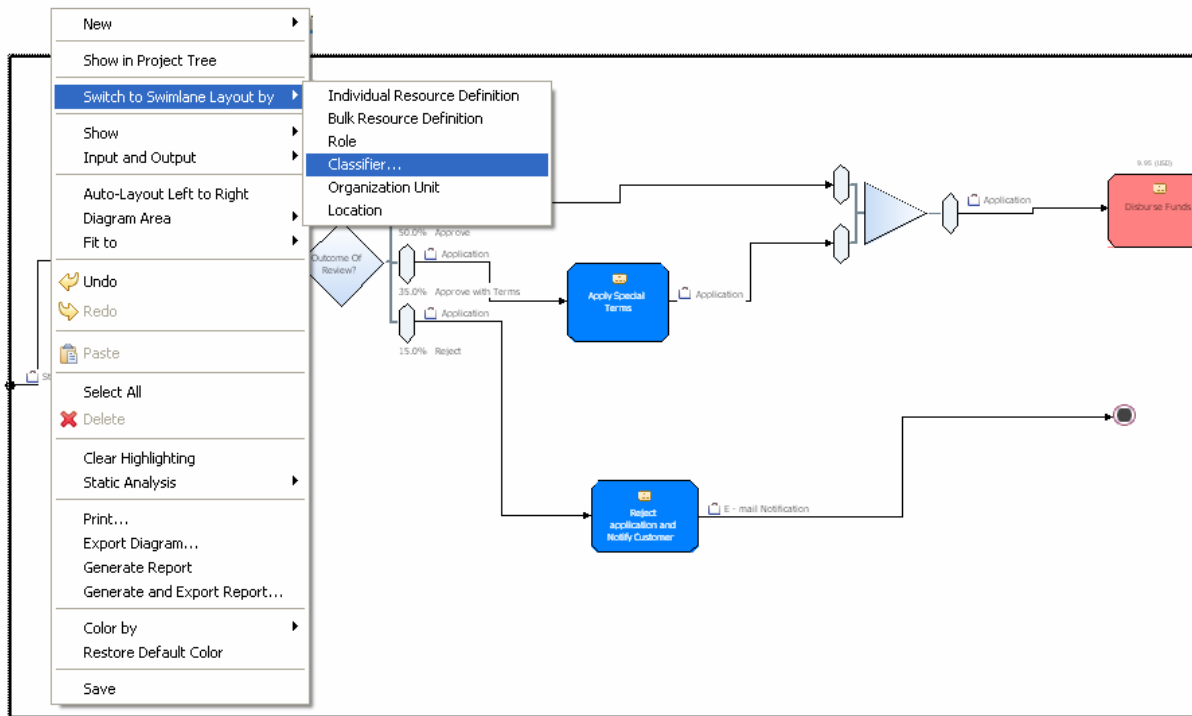 New
Show in Project Tree
Switch to Swimlane Layout by
Show
Input and Output
Auto-Layout Left to Right
Diagram Area
Fit to
Undo
Redo
Paste
Select All
Delete
Clear Highlighting
Static Analysis
Print...
Export Diagram...
Generate Report
Generate and Export Report...
Color by
Restore Default Color
Save
Individual Resource Definition
Bulk Resource Definition
Role
Classifier...
Organization Unit
Location
Outcome Of
Review?
50.0% Approve
Application
35.0% Approve with Terms
Application
15.0% Reject
Apply Special
Terms
Application
Application
9.95 (USD)
Disburse Funds
Reject
application and
Notify Customer
E - mail Notification